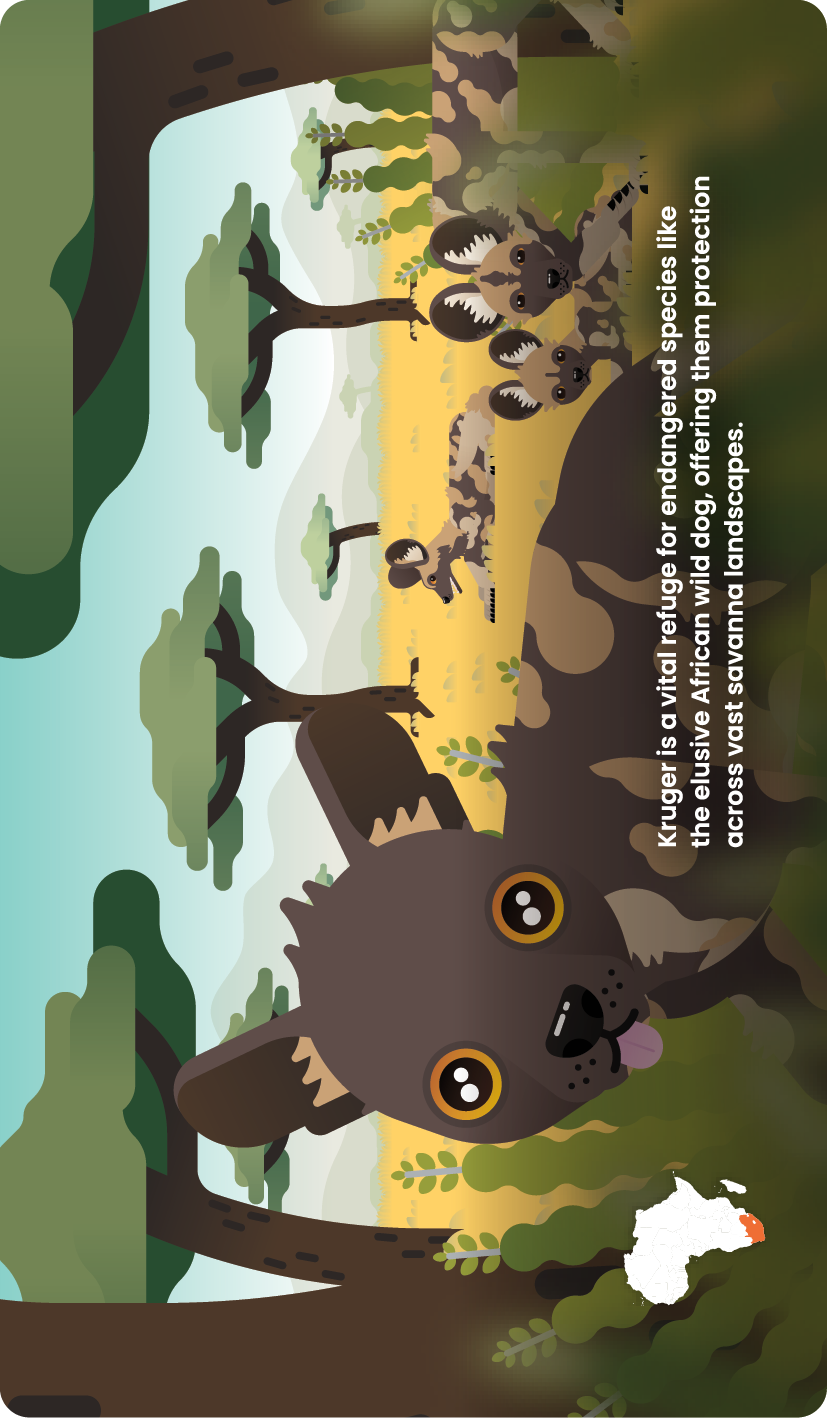 Kruger is a vital refuge for endangered species like
the elusive African wild dog, offering them protection
across vast savanna landscapes.